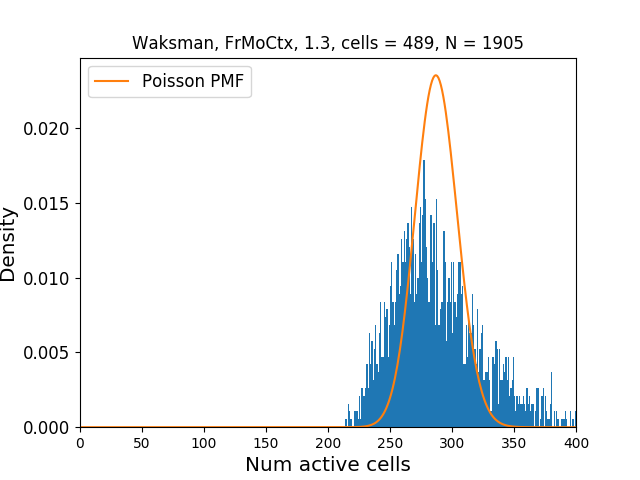 Waksman, FrMoCtx, 1.3, cells = 489, N = 1905
Poisson PMF
Density
0.020
0.015
0.010
0.005
0.000
0 50 100 150 200 250 300 350 400
Num active cells